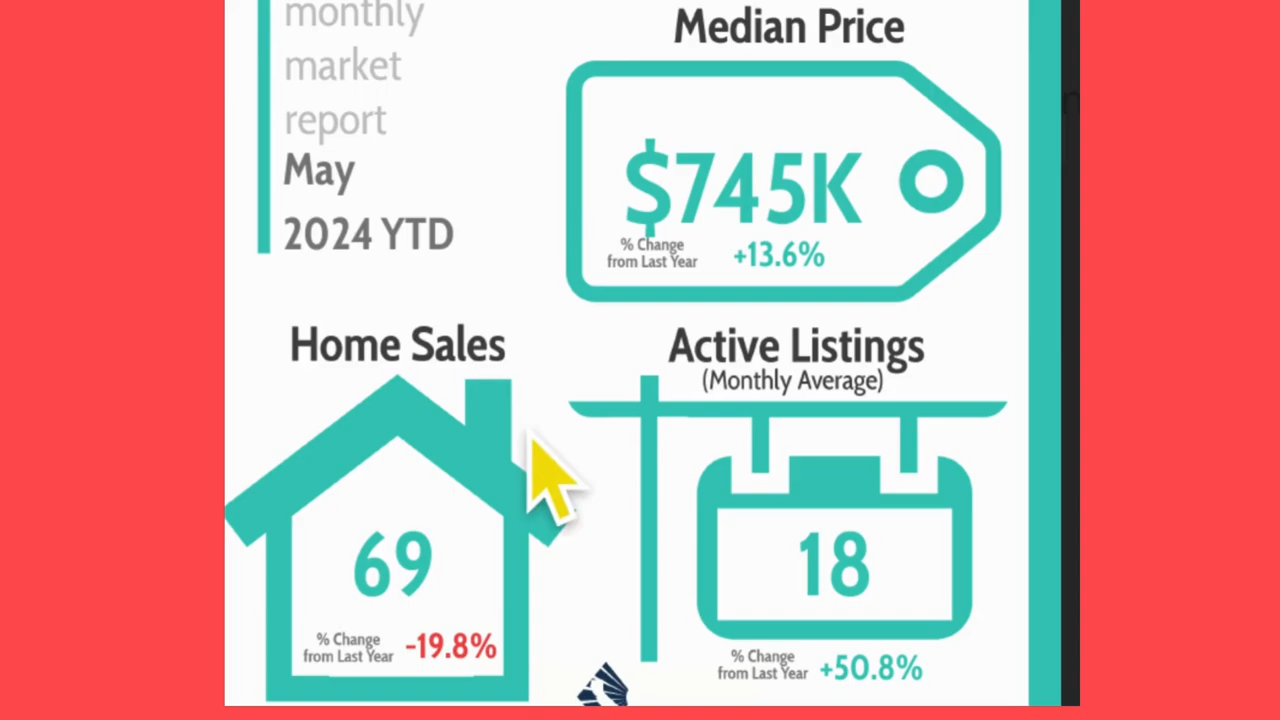 monthly
market
report
May
2024 YTD
Median Price
$745K
% Change
from Last Year
+13.6%
Home Sales
69
% Change
from Last Year
-19.8%
Active Listings
(Monthly Average)
18
% Change
from Last Year
+50.8%